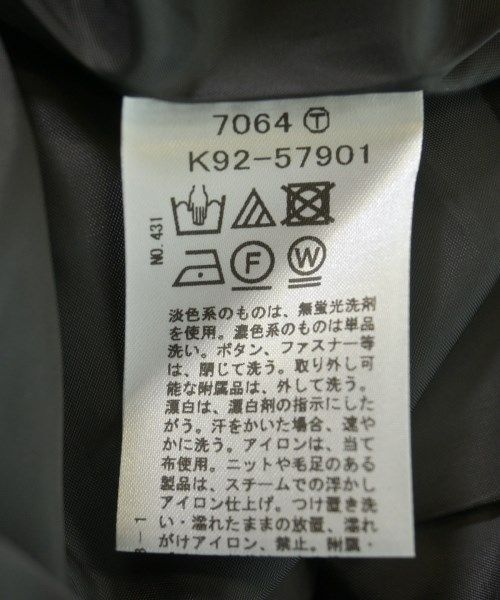 7064 Ⓣ
K92-57901
NO.431
F
W
淡色系のものは、無蛍光洗剤
を使用。濃色系のものは単品
洗い。ボタン、ファスナー等
は、閉じて洗う。取り外し可
能な附属品は、外して洗う。
漂白は、漂白剤の指示にした
がう。汗をかいた場合、速や
かに洗う。アイロンは、当て
布使用。ニットや毛足のある
製品は、スチームでの浮かし
アイロン仕上げ。つけ置き洗
い・濡れたままの放置、濡れ
がけアイロン、禁止。附属・